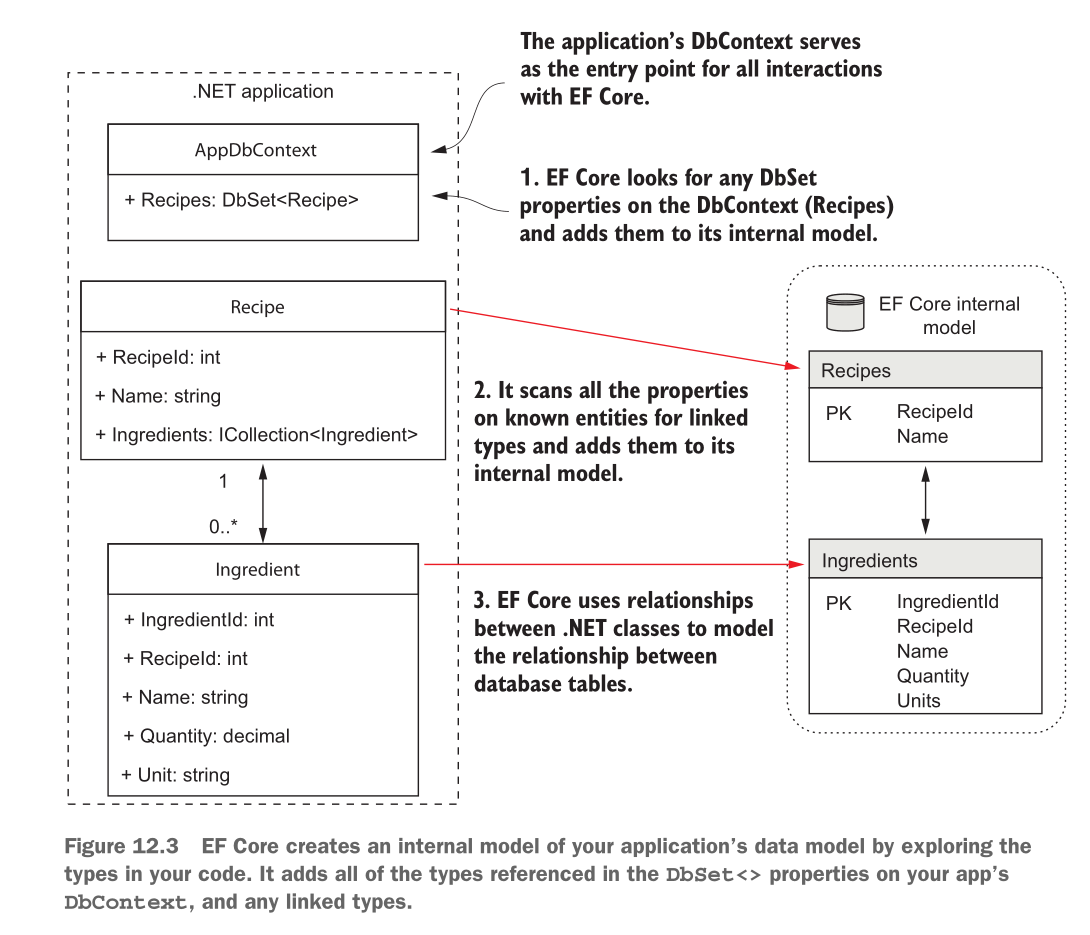 The application's DbContext serves
as the entry point for all interactions
with EF Core.
.NET application
AppDbContext
+ Recipes: DbSet<Recipe>
1. EF Core looks for any DbSet
properties on the DbContext (Recipes)
and adds them to its internal model.
Recipe
+ RecipeId: int
+ Name: string
+ Ingredients: ICollection<Ingredient>
EF Core internal
model
Recipes
PK RecipeId
Name
2. It scans all the properties
on known entities for linked
types and adds them to its
internal model.
1
0..*
Ingredient
+ IngredientId: int
+ RecipeId: int
+ Name: string
+ Quantity: decimal
+ Unit: string
Ingredients
PK IngredientId
RecipeId
Name
Quantity
Units
3. EF Core uses relationships
between .NET classes to model
the relationship between
database tables.
Figure 12.3 EF Core creates an internal model of your application's data model by exploring the
types in your code. It adds all of the types referenced in the DbSet<> properties on your app's
DbContext, and any linked types.